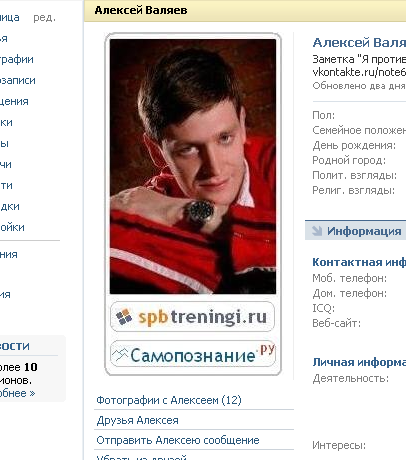 Алексей Валяев
ница ред.
ья
графии
озаписи
щения
ки
ы
чи
ти
дки
ойки
ния
ия
вости
олее 10
ионов.
обнее »
spbtreningi.ru
Самопознание.ру
Фотографии с Алексеем (12)
Друзья Алексея
Отправить Алексею сообщение
Убрать из друзей
Алексей Валя
Заметка "Я против
vkontakte.ru/note6
Обновлено два дня
Пол:
Семейное положен
День рождения:
Родной город:
Полит. взгляды:
Религ. взгляды:
Информация
Контактная инф
Моб. телефон:
Дом. телефон:
ICQ:
Веб-сайт:
Личная информа
Деятельность:
Интересы: